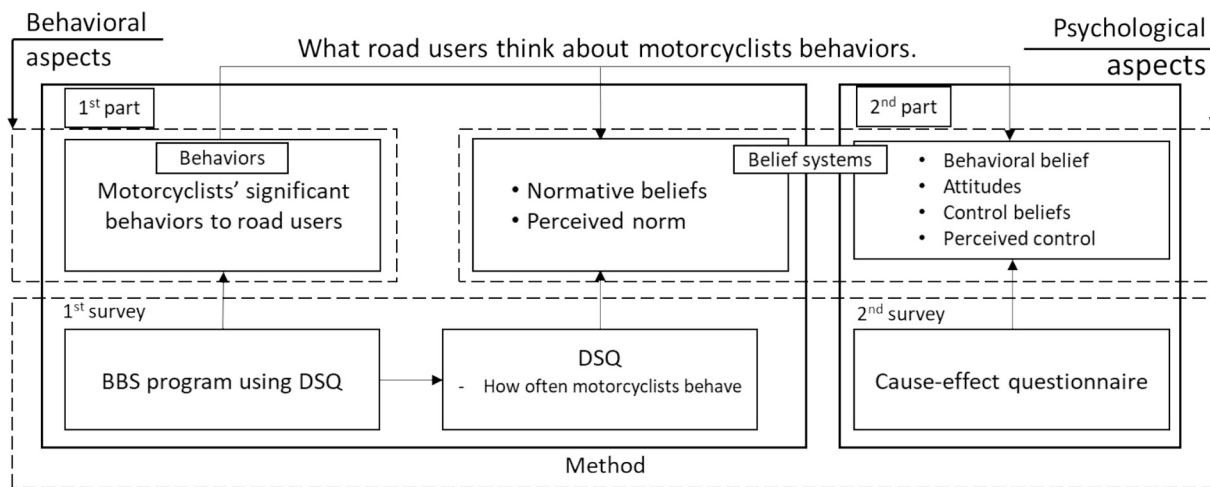 Behavioral
aspects
What road users think about motorcyclists behaviors.
Psychological
aspects
1st part
2nd part
Behaviors
Motorcyclists’ significant
behaviors to road users
• Normative beliefs
• Perceived norm
Belief systems
• Behavioral belief
• Attitudes
• Control beliefs
• Perceived control
1st survey
BBS program using DSQ
DSQ
- How often motorcyclists behave
2nd survey
Cause-effect questionnaire
Method